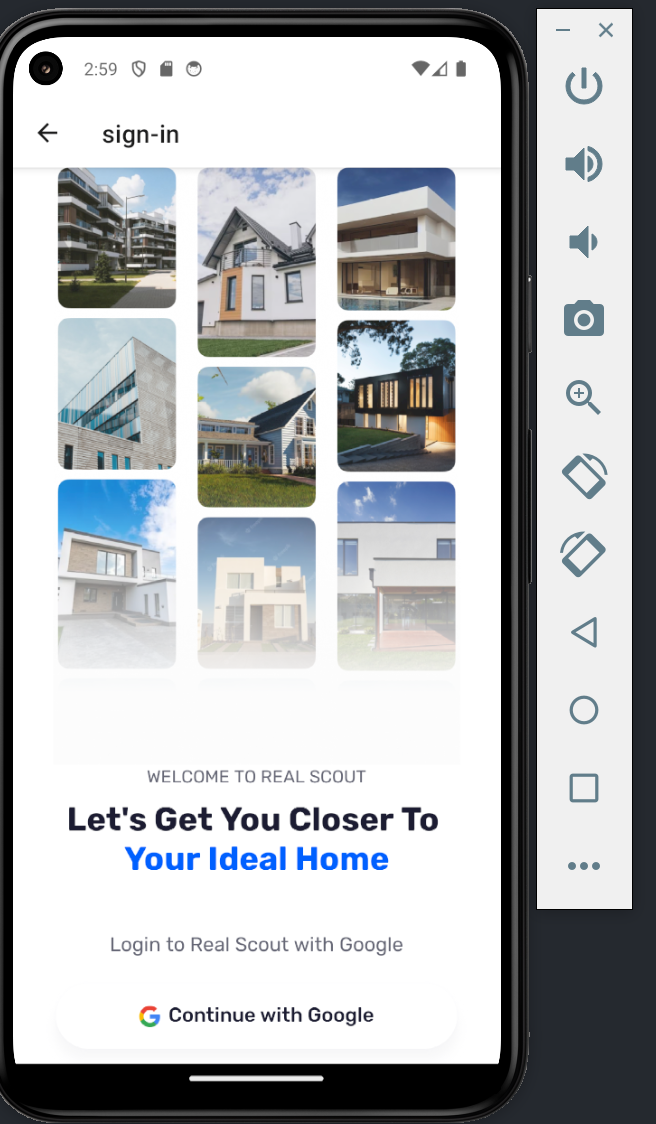 2:59
sign-in
WELCOME TO REAL SCOUT
Let's Get You Closer To
Your Ideal Home
Login to Real Scout with Google
Continue with Google